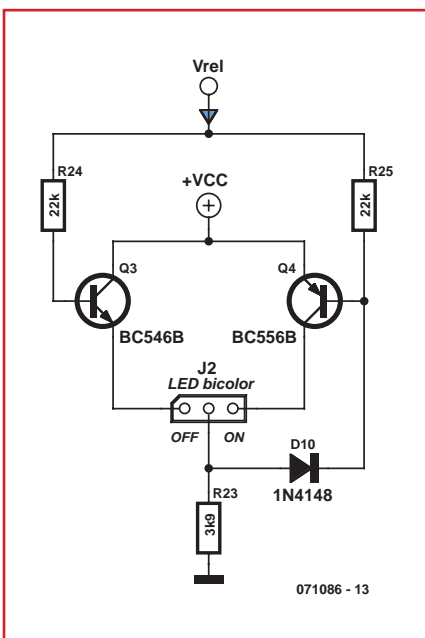 Vrel
R24
R25
22k
+VCC
22k
Q3
Q4
BC546B
BC556B
J2
LED bicolor
OFF
ON
D10
1N4148
R23
3k9
071086 - 13